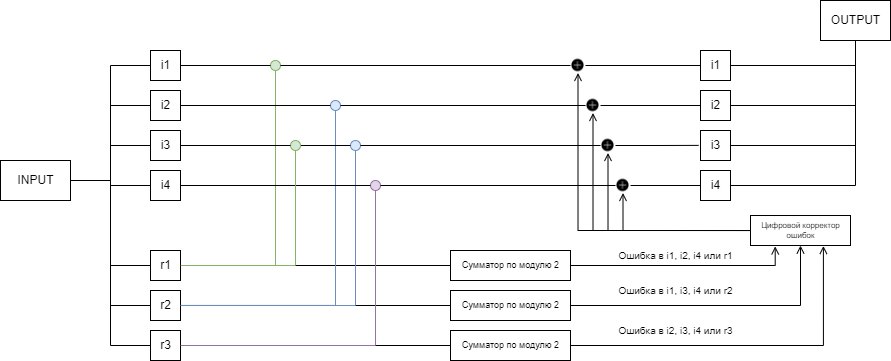 OUTPUT
i1
i1
i2
i2
i3
i3
INPUT
i4
i4
Цифровой корректор
ошибок
r1
Сумматор по модулю 2
Ошибка в i1, i2, i4 или r1
r2
Сумматор по модулю 2
Ошибка в i1, i3, i4 или r2
r3
Сумматор по модулю 2
Ошибка в i2, i3, i4 или r3